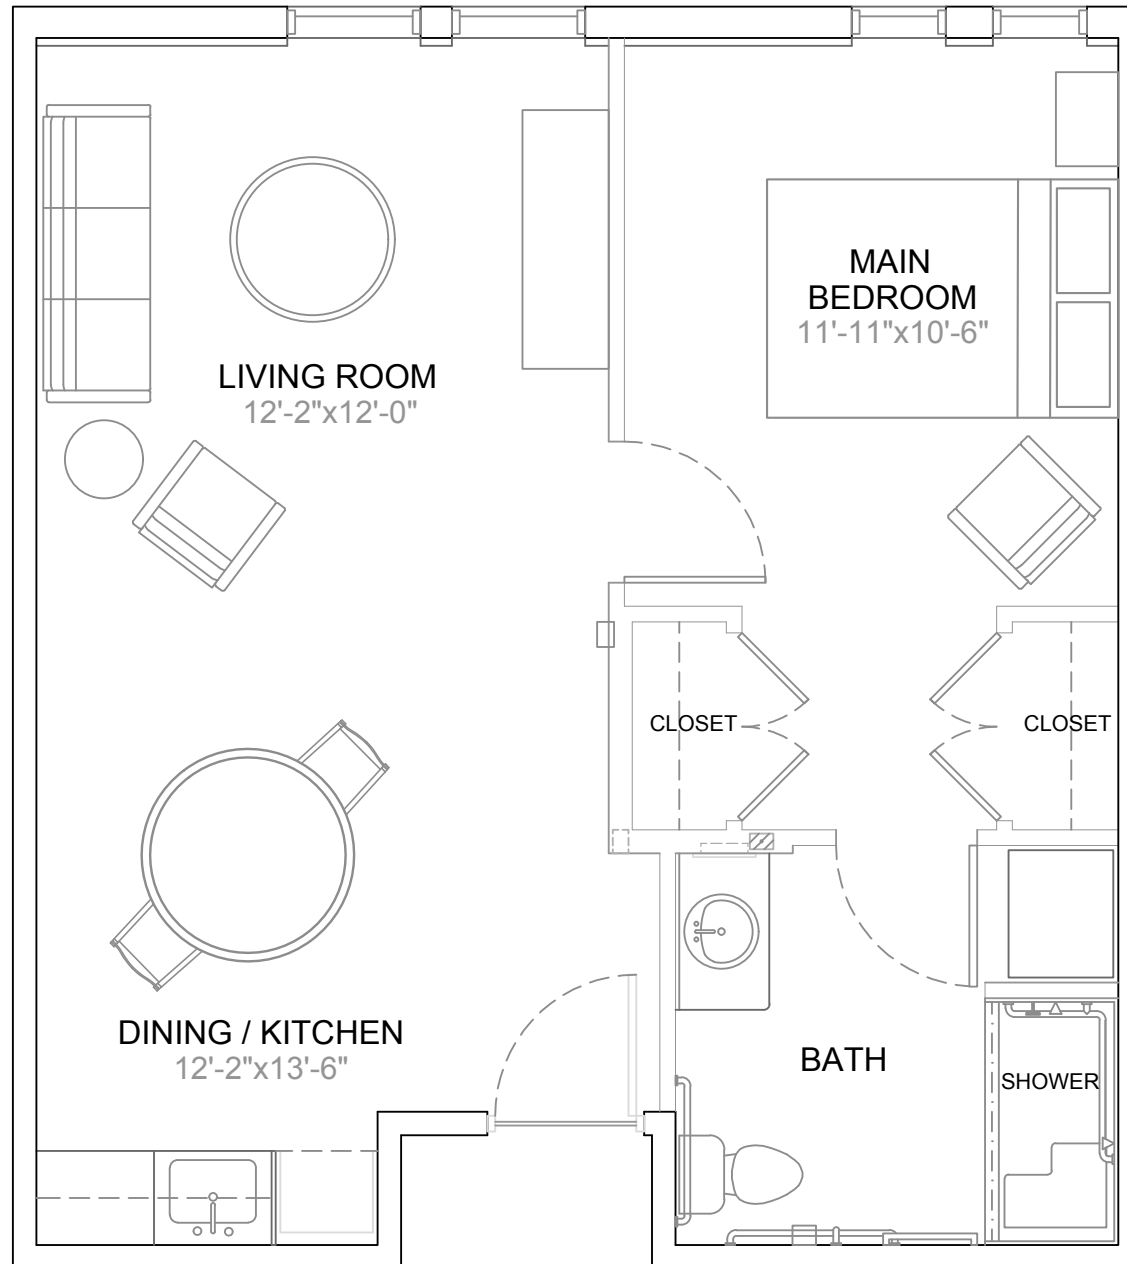 MAIN
BEDROOM
11'-11"x10'-6"
LIVING ROOM
12'-2"x12'-0"
CLOSET
CLOSET
DINING / KITCHEN
12'-2"x13'-6"
BATH
SHOWER